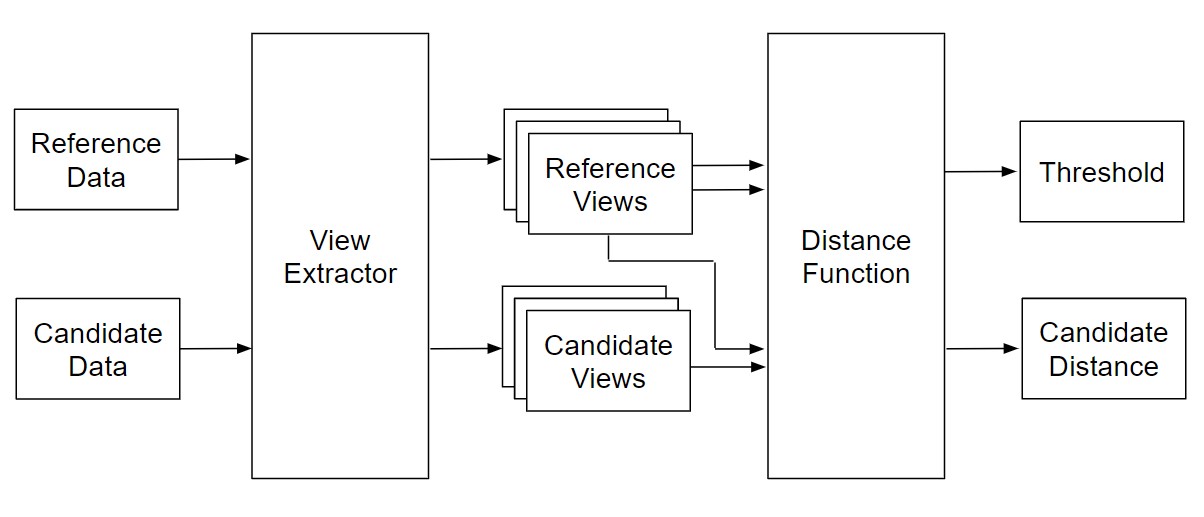 Reference
Data
Candidate
Data
View
Extractor
Reference
Views
Candidate
Views
Distance
Function
Threshold
Candidate
Distance